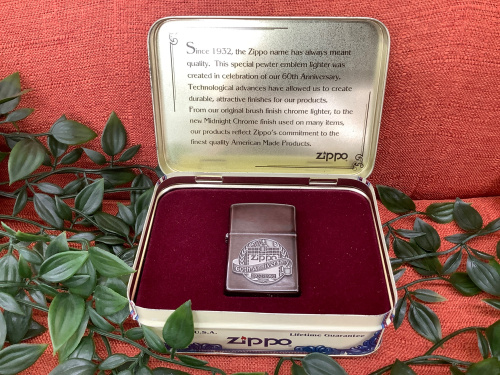 Since 1932, the Zippo name has always meant
quality. This special pewter emblem lighter was
created in celebration of our 60th Anniversary.
Technological advances have allowed us to create
durable, attractive finishes for our products.
From our original brush finish chrome lighter, to the
new Midnight Chrome finish used on many items,
our products reflect Zippo's commitment to the
finest quality American Made Products.
zippo
zippo
60TH ANNIVERSARY
U.S.A.
Lifetime Guarantee
zippo